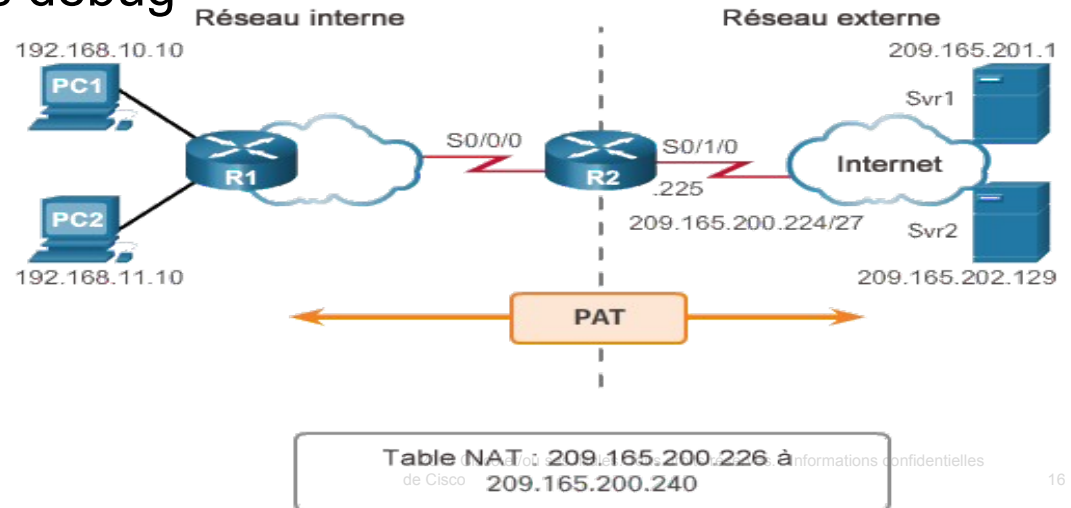 debug
Réseau interne
Réseau externe
192.168.10.10
209.165.201.1
PC1
Svr1
S0/0/0
S0/1/0
R1
R2
Internet
.225
PC2
209.165.200.224/27
Svr2
192.168.11.10
209.165.202.129
PAT
Table NAT : 209.165.200.226 à
209.165.200.240
Informations confidentielles
de Cisco
16